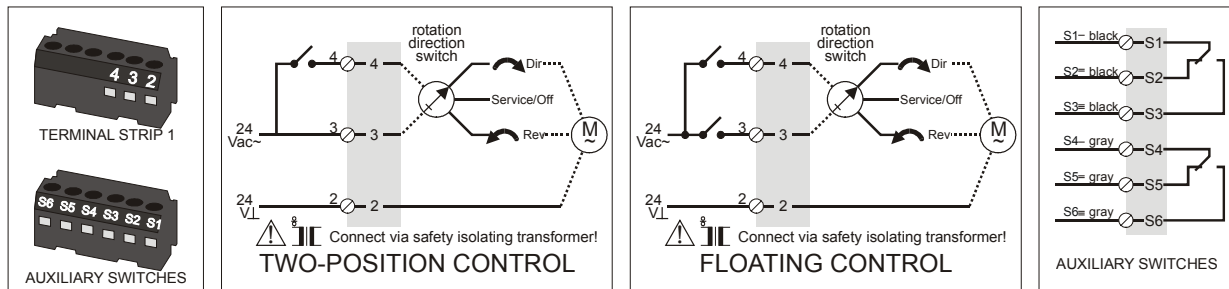 4 3 2
TERMINAL STRIP 1
S6 S5 S4 S3 S2 S1
AUXILIARY SWITCHES
rotation
direction
switch
4 4
Dir
Service/Off
24
Vac~
3 3
Rev
M
~
24
V⊥
2 2
Connect via safety isolating transformer!
TWO-POSITION CONTROL
rotation
direction
switch
4 4
Dir
Service/Off
24
Vac~
3 3
Rev
M
~
24
V⊥
2 2
Connect via safety isolating transformer!
FLOATING CONTROL
S1– black S1
S2= black S2
S3≡ black S3
S4– gray S4
S5= gray S5
S6≡ gray S6
AUXILIARY SWITCHES